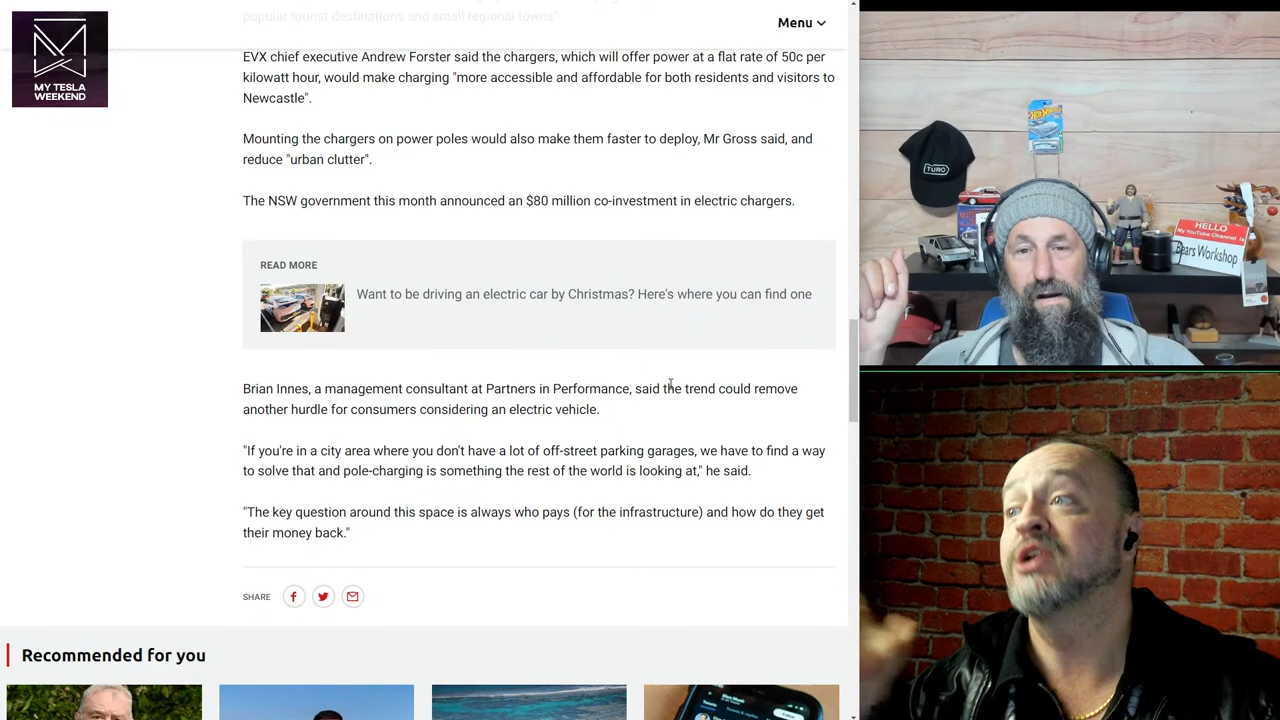 popular tourist destinations and small regional towns"
Menu
MY TESLA
WEEKEND
EVX chief executive Andrew Forster said the chargers, which will offer power at a flat rate of 50c per
kilowatt hour, would make charging "more accessible and affordable for both residents and visitors to
Newcastle".
Mounting the chargers on power poles would also make them faster to deploy, Mr Gross said, and
reduce "urban clutter".
The NSW government this month announced an $80 million co-investment in electric chargers.
READ MORE
Want to be driving an electric car by Christmas? Here's where you can find one
Brian Innes, a management consultant at Partners in Performance, said the trend could remove
another hurdle for consumers considering an electric vehicle.
"If you're in a city area where you don't have a lot of off-street parking garages, we have to find a way
to solve that and pole-charging is something the rest of the world is looking at," he said.
"The key question around this space is always who pays (for the infrastructure) and how do they get
their money back."
SHARE
Recommended for you
Hot Wheels
TURO
HELLO
My YouTube Channel is
Bears Workshop